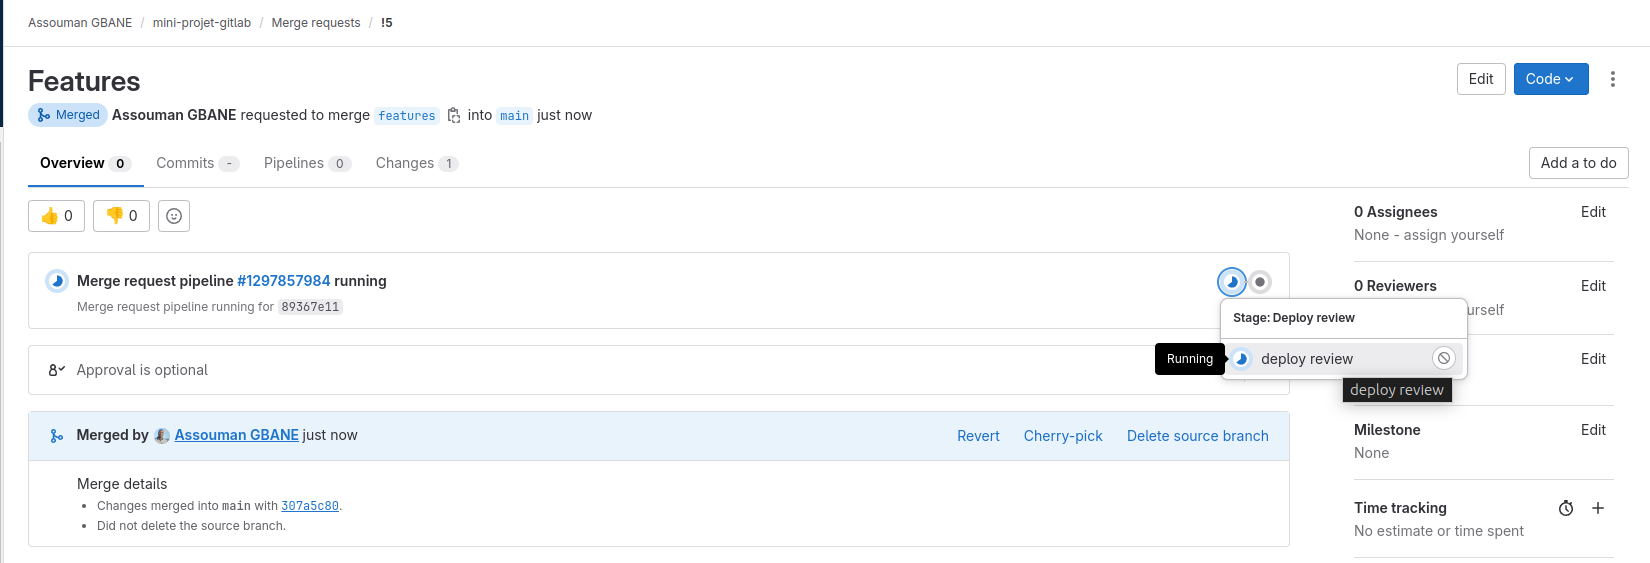 Assouman GBANE / mini-projet-gitlab / Merge requests / !5
Features
Edit
Code
Merged Assouman GBANE requested to merge features into main just now
Overview 0 Commits - Pipelines 0 Changes 1
Add a to do
👍 0 👎 0
0 Assignees Edit
None - assign yourself
Merge request pipeline #1297857984 running
Merge request pipeline running for 89367e11
0 Reviewers Edit
urself
Stage: Deploy review
Running
deploy review
deploy review
Approval is optional
Edit
Merged by Assouman GBANE just now
Revert Cherry-pick Delete source branch
Milestone Edit
None
Merge details
Changes merged into main with 307a5c80.
Did not delete the source branch.
Time tracking
No estimate or time spent